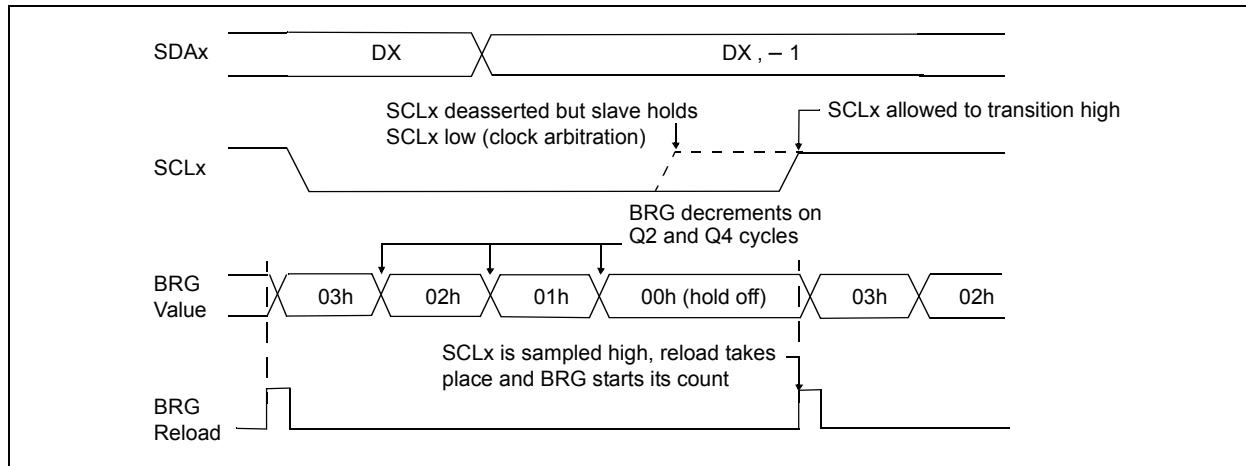 SDAx
DX
DX , – 1
SCLx deasserted but slave holds
SCLx low (clock arbitration)
SCLx allowed to transition high
SCLx
BRG decrements on
Q2 and Q4 cycles
BRG
Value
03h
02h
01h
00h (hold off)
03h
02h
SCLx is sampled high, reload takes
place and BRG starts its count
BRG
Reload